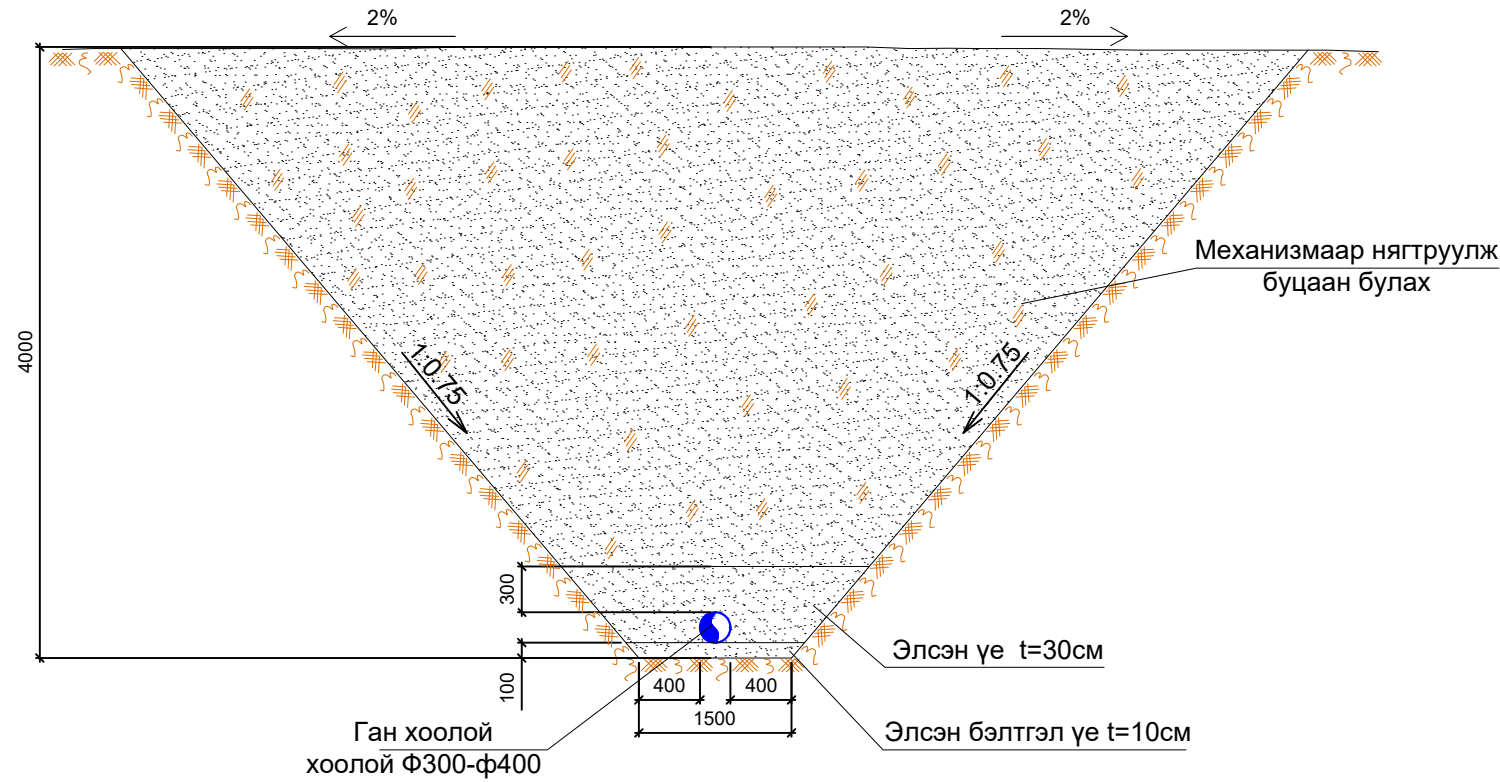 2%
2%
Механизмаар нягтруулж
буцаан булах
4000
1:0.75
1:0.75
300
100
Элсэн үе t=30см
400
400
1500
Ган хоолой
хоолой Ф300-ф400
Элсэн бэлтгэл үе t=10см